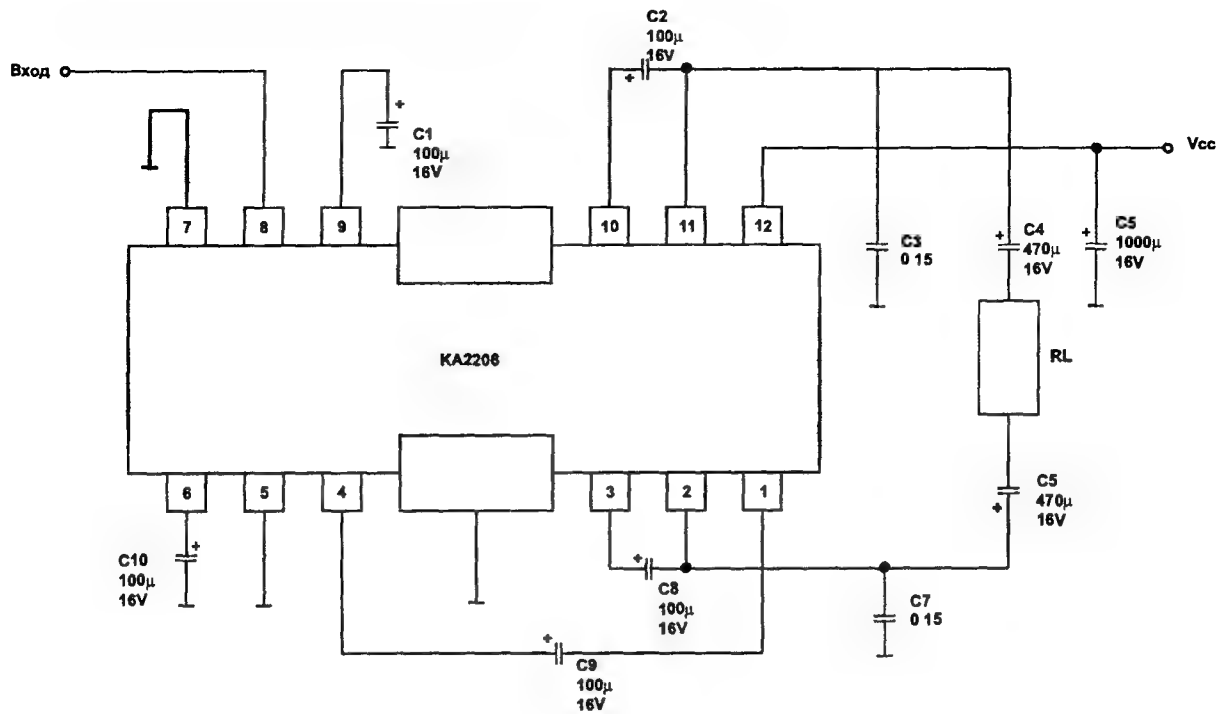 C2
100µ
16V
+
Вход
+
C1
100µ
16V
Vcc
7
8
9
10
11
12
C3
0 15
+
C4
470µ
16V
+
C5
1000µ
16V
KA2206
RL
6
5
4
3
2
1
C5
470µ
16V
+
C10
100µ
16V
+
+
C8
100µ
16V
C7
0 15
+
C9
100µ
16V